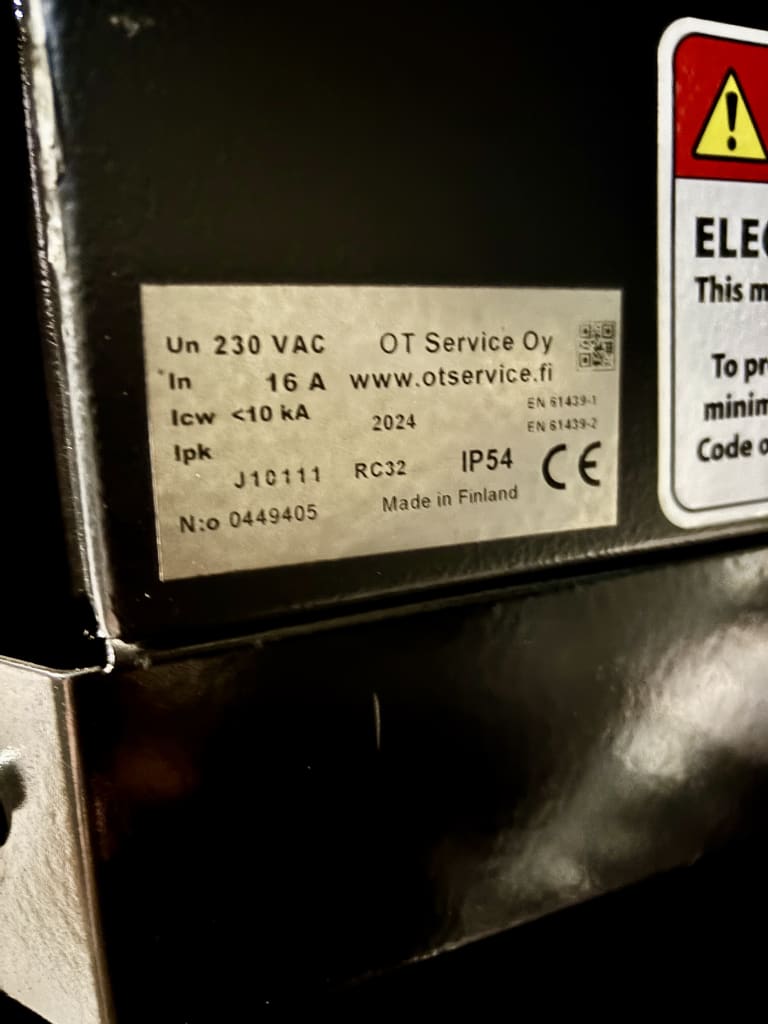 Un 230 VAC OT Service Oy
In 16 A www.otservice.fi
Icw <10 kA 2024 EN 61439-1
EN 61439-2
Ipk
J10111 RC32 IP54 CE
N:o 0449405 Made in Finland
ELE
This m
To pr
minim
Code o